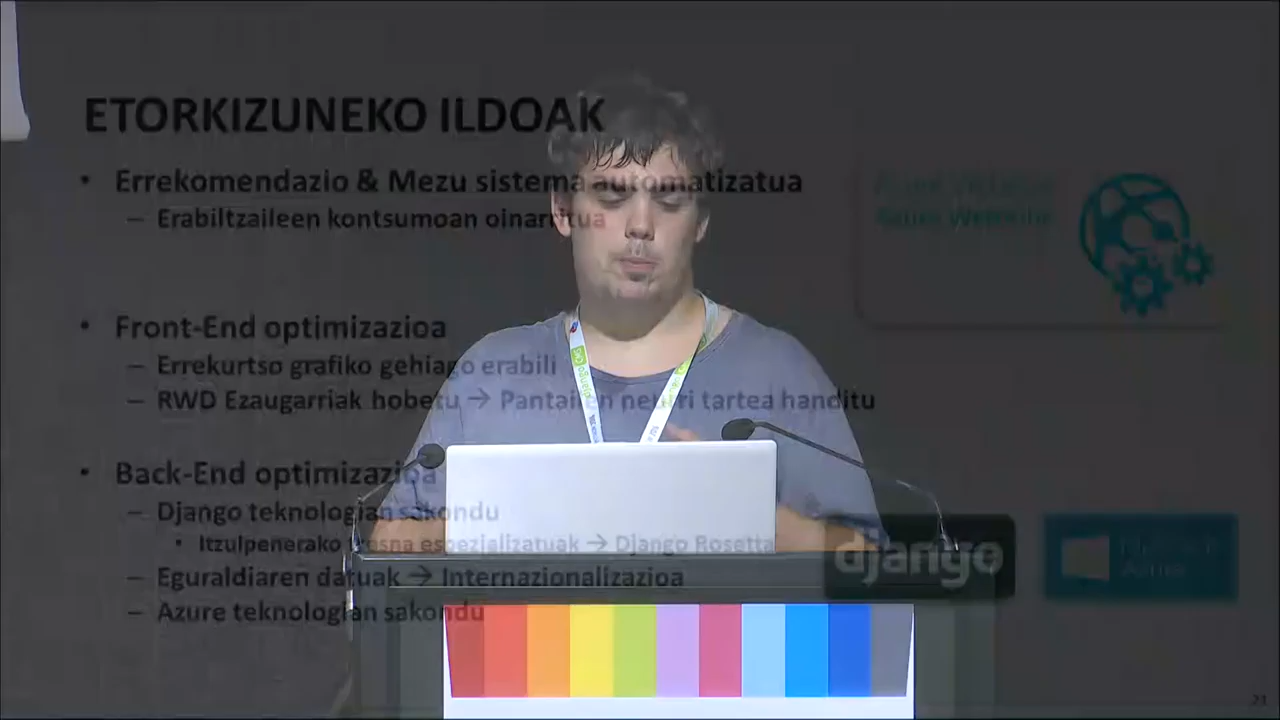 ETORKIZUNEKO ILDOAK
• Errekomendazio & Mezu sistema automatizatua
– Erabiltzaileen kontsumoan oinarritua
• Front-End optimizazioa
– Errekurtso grafiko gehiago erabili
– RWD Ezaugarriak hobetu → Pantailen neurri tartea handitu
• Back-End optimizazioa
– Django teknologian sakondu
• Itzulpenerako tresna espezializatuak → Django Rosetta
– Eguraldiaren datuak → Internazionalizazioa
– Azure teknologian sakondu
django